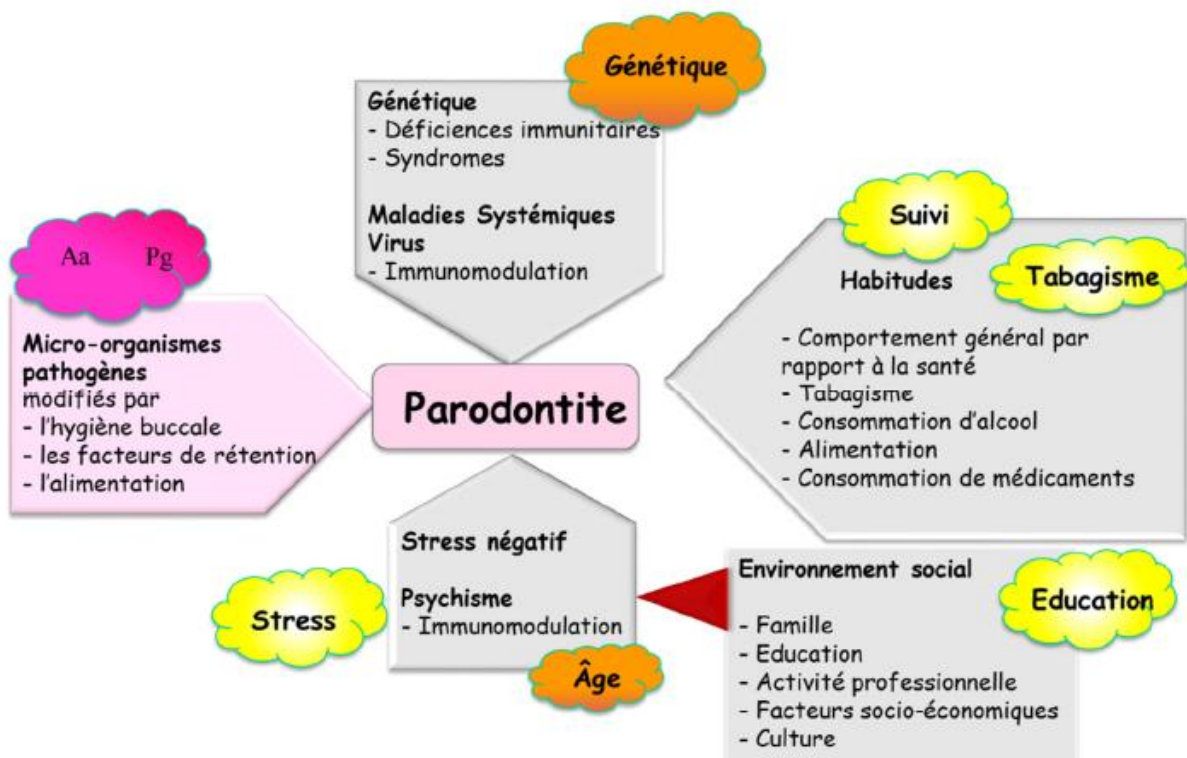 Génétique
Génétique
- Déficiences immunitaires
- Syndromes
Maladies Systémiques
Virus
- Immunomodulation
Aa Pg
Micro-organismes
pathogènes
modifiés par
- l'hygiène buccale
- les facteurs de rétention
- l'alimentation
Parodontite
Suivi
Tabagisme
Habitudes
- Comportement général par
rapport à la santé
- Tabagisme
- Consommation d'alcool
- Alimentation
- Consommation de médicaments
Stress négatif
Psychisme
- Immunomodulation
Stress
Âge
Environnement social
- Famille
- Education
- Activité professionnelle
- Facteurs socio-économiques
- Culture
Education